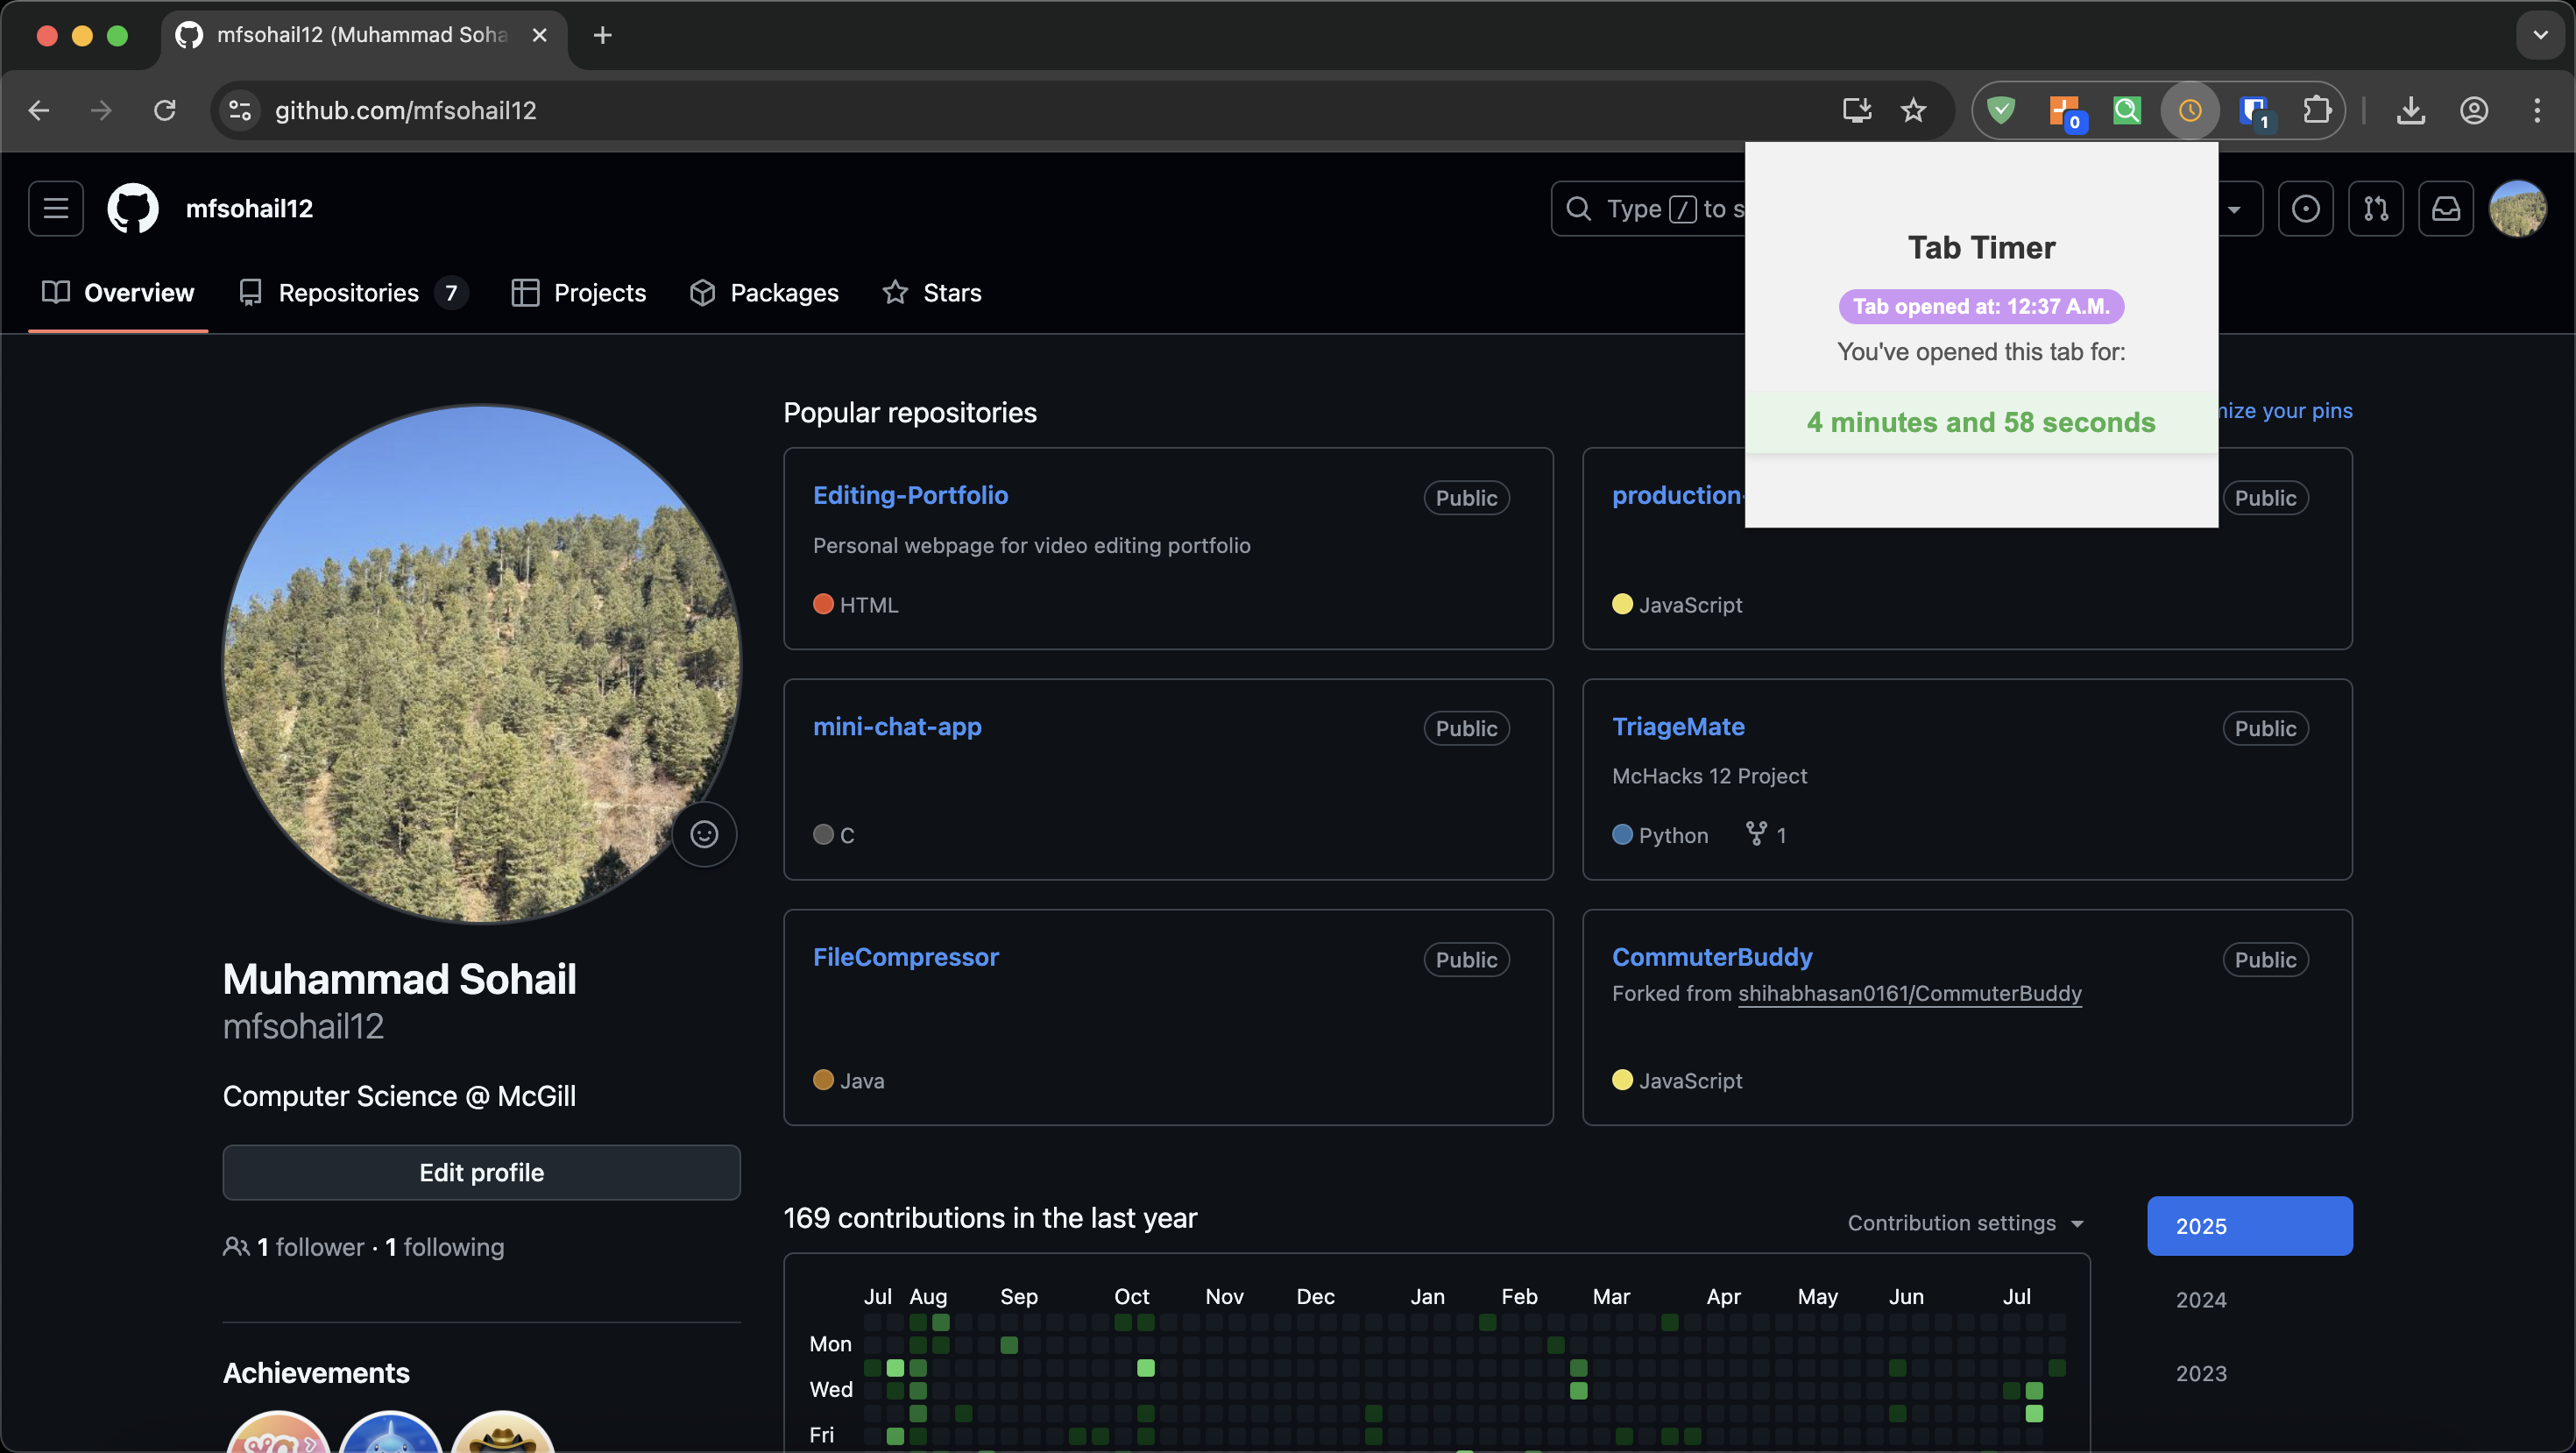 mfsohail12 (Muhammad Soha
github.com/mfsohail12
0
1
mfsohail12
Type / to s
Overview
Repositories 7
Projects
Packages
Stars
Tab Timer
Tab opened at: 12:37 A.M.
You've opened this tab for:
4 minutes and 58 seconds
Muhammad Sohail
mfsohail12
Computer Science @ McGill
Edit profile
1 follower · 1 following
Achievements
Popular repositories
your pins
Editing-Portfolio
Public
Personal webpage for video editing portfolio
HTML
production-
Public
JavaScript
mini-chat-app
Public
C
TriageMate
Public
McHacks 12 Project
Python
1
FileCompressor
Public
Java
CommuterBuddy
Public
Forked from shihabhasan0161/CommuterBuddy
JavaScript
169 contributions in the last year
Contribution settings
Jul Aug Sep Oct Nov Dec Jan Feb Mar Apr May Jun Jul
Mon
Wed
Fri
2025
2024
2023